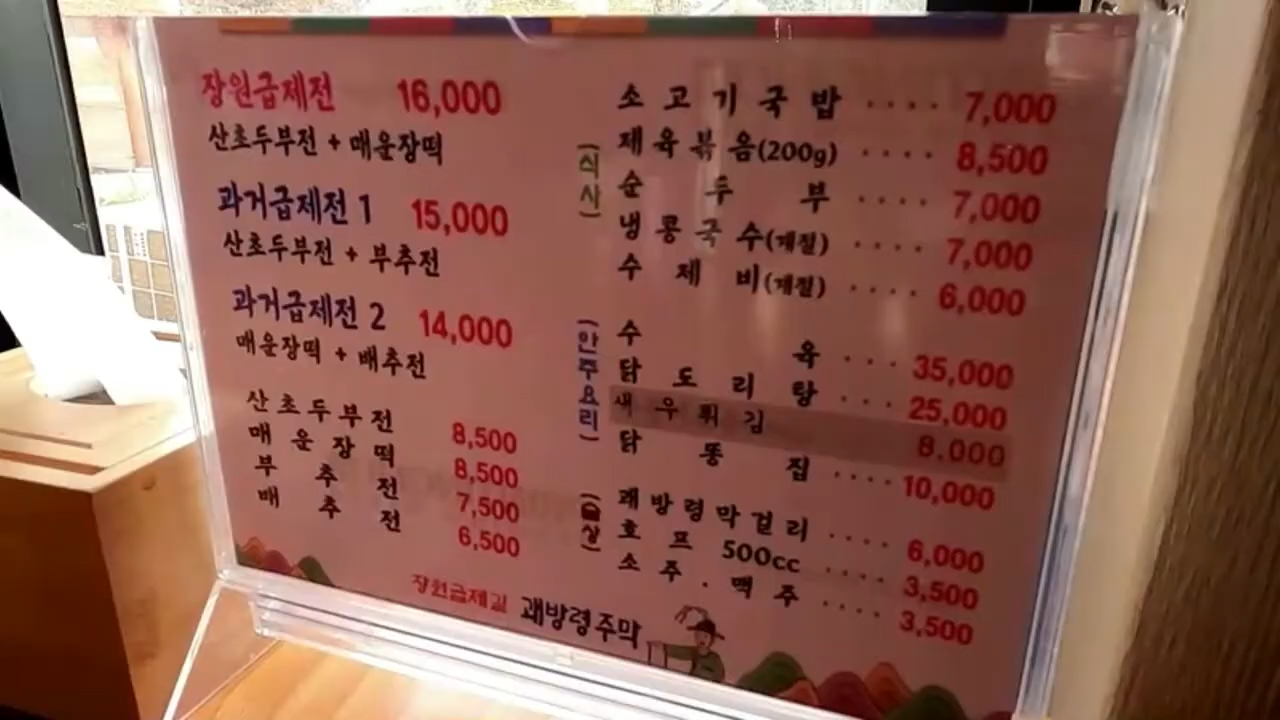 장원급제전 16,000
산초두부전 + 매운장떡
과거급제전 1 15,000
산초두부전 + 부추전
과거급제전 2 14,000
매운장떡 + 배추전
산초두부전 8,500
매운장떡 8,500
부추전 7,500
배추전 6,500
(식사)
소고기국밥 ···· 7,000
제육볶음(200g) ···· 8,500
순두부 ···· 7,000
냉콩국수(계절) ···· 7,000
수제비(계절) ···· 6,000
(안주요리)
수육 ···· 35,000
닭도리탕 ···· 25,000
새우튀김 8,000
닭똥집 ···· 10,000
괘방령막걸리 ···· 6,000
호프 500cc ···· 3,500
소주·맥주 ···· 3,500
장원급제길 괘방령주막